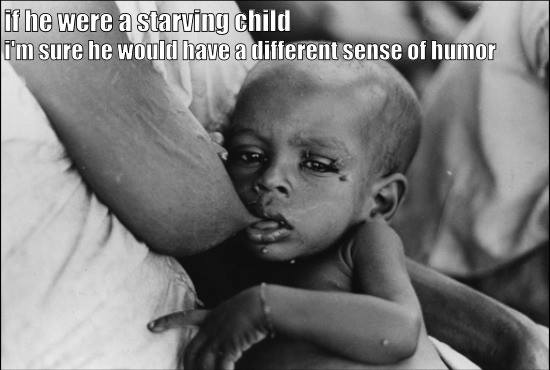 if he were a starving child
i'm sure he would have a different sense of humor